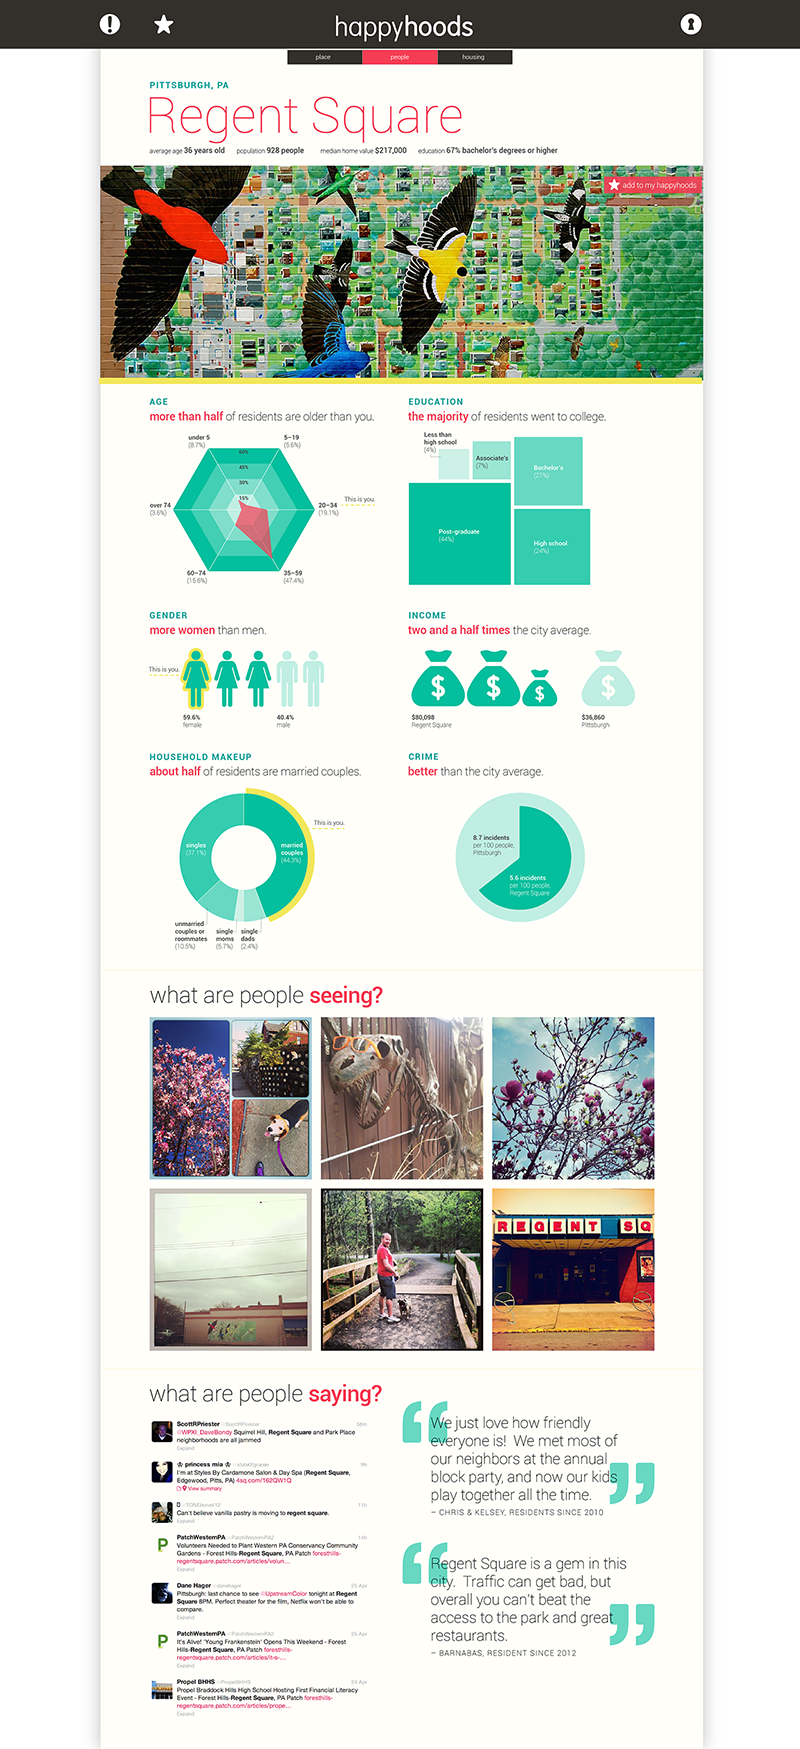 happyhoods
place people housing
PITTSBURGH, PA
Regent Square
average age 36 years old population 928 people median home value $217,000 education 67% bachelor's degrees or higher
add to my happyhoods
AGE
more than half of residents are older than you.
under 5
(8.7%)
5–19
(5.6%)
60%
45%
30%
15%
This is you.
over 74
(3.6%)
20–34
(19.1%)
60–74
(15.6%)
35–59
(47.4%)
EDUCATION
the majority of residents went to college.
Less than
high school
(4%)
Associate's
(7%)
Bachelor's
(21%)
Post-graduate
(44%)
High school
(24%)
GENDER
more women than men.
This is you.
59.6%
female
40.4%
male
INCOME
two and a half times the city average.
$ $ $ $
$80,098
Regent Square
$36,860
Pittsburgh
HOUSEHOLD MAKEUP
about half of residents are married couples.
This is you.
singles
(37.1%)
married
couples
(44.3%)
unmarried
couples or
roommates
(10.5%)
single
moms
(5.7%)
single
dads
(2.4%)
CRIME
better than the city average.
8.7 incidents
per 100 people,
Pittsburgh
5.6 incidents
per 100 people,
Regent Square
what are people seeing?
REGENT SQ
what are people saying?
ScottRPriester @ScottRPriester 58m
@WPXI_DaveBondy Squirrel Hill, Regent Square and Park Place
neighborhoods are all jammed
Expand
princess mia 9h
I'm at Styles By Cardamone Salon & Day Spa (Regent Square,
Edgewood, Pitts, PA) 4sq.com/162QW1Q
View summary
11h
Can't believe vanilla pastry is moving to regent square.
Expand
PatchWesternPA @PatchWesternPA2 14h
Volunteers Needed to Plant Western PA Conservancy Community
Gardens - Forest Hills-Regent Square, PA Patch foresthills-
regentsquare.patch.com/articles/volun...
Expand
Dane Hager @danehager 25 Apr
Pittsburgh: last chance to see @UpstreamColor tonight at Regent
Square 8PM. Perfect theater for the film, Netflix won't be able to
compare.
Expand
PatchWesternPA @PatchWesternPA2 25 Apr
It's Alive! 'Young Frankenstein' Opens This Weekend - Forest
Hills-Regent Square, PA Patch foresthills-
regentsquare.patch.com/articles/it-s-...
Expand
Propel BHHS @PropelBHHS 24 Apr
Propel Braddock Hills High School Hosting First Financial Literacy
Event - Forest Hills-Regent Square, PA Patch foresthills-
regentsquare.patch.com/articles/prope...
Expand
We just love how friendly
everyone is! We met most of
our neighbors at the annual
block party, and now our kids
play together all the time.
– CHRIS & KELSEY, RESIDENTS SINCE 2010
Regent Square is a gem in this
city. Traffic can get bad, but
overall you can't beat the
access to the park and great
restaurants.
– BARNABAS, RESIDENT SINCE 2012